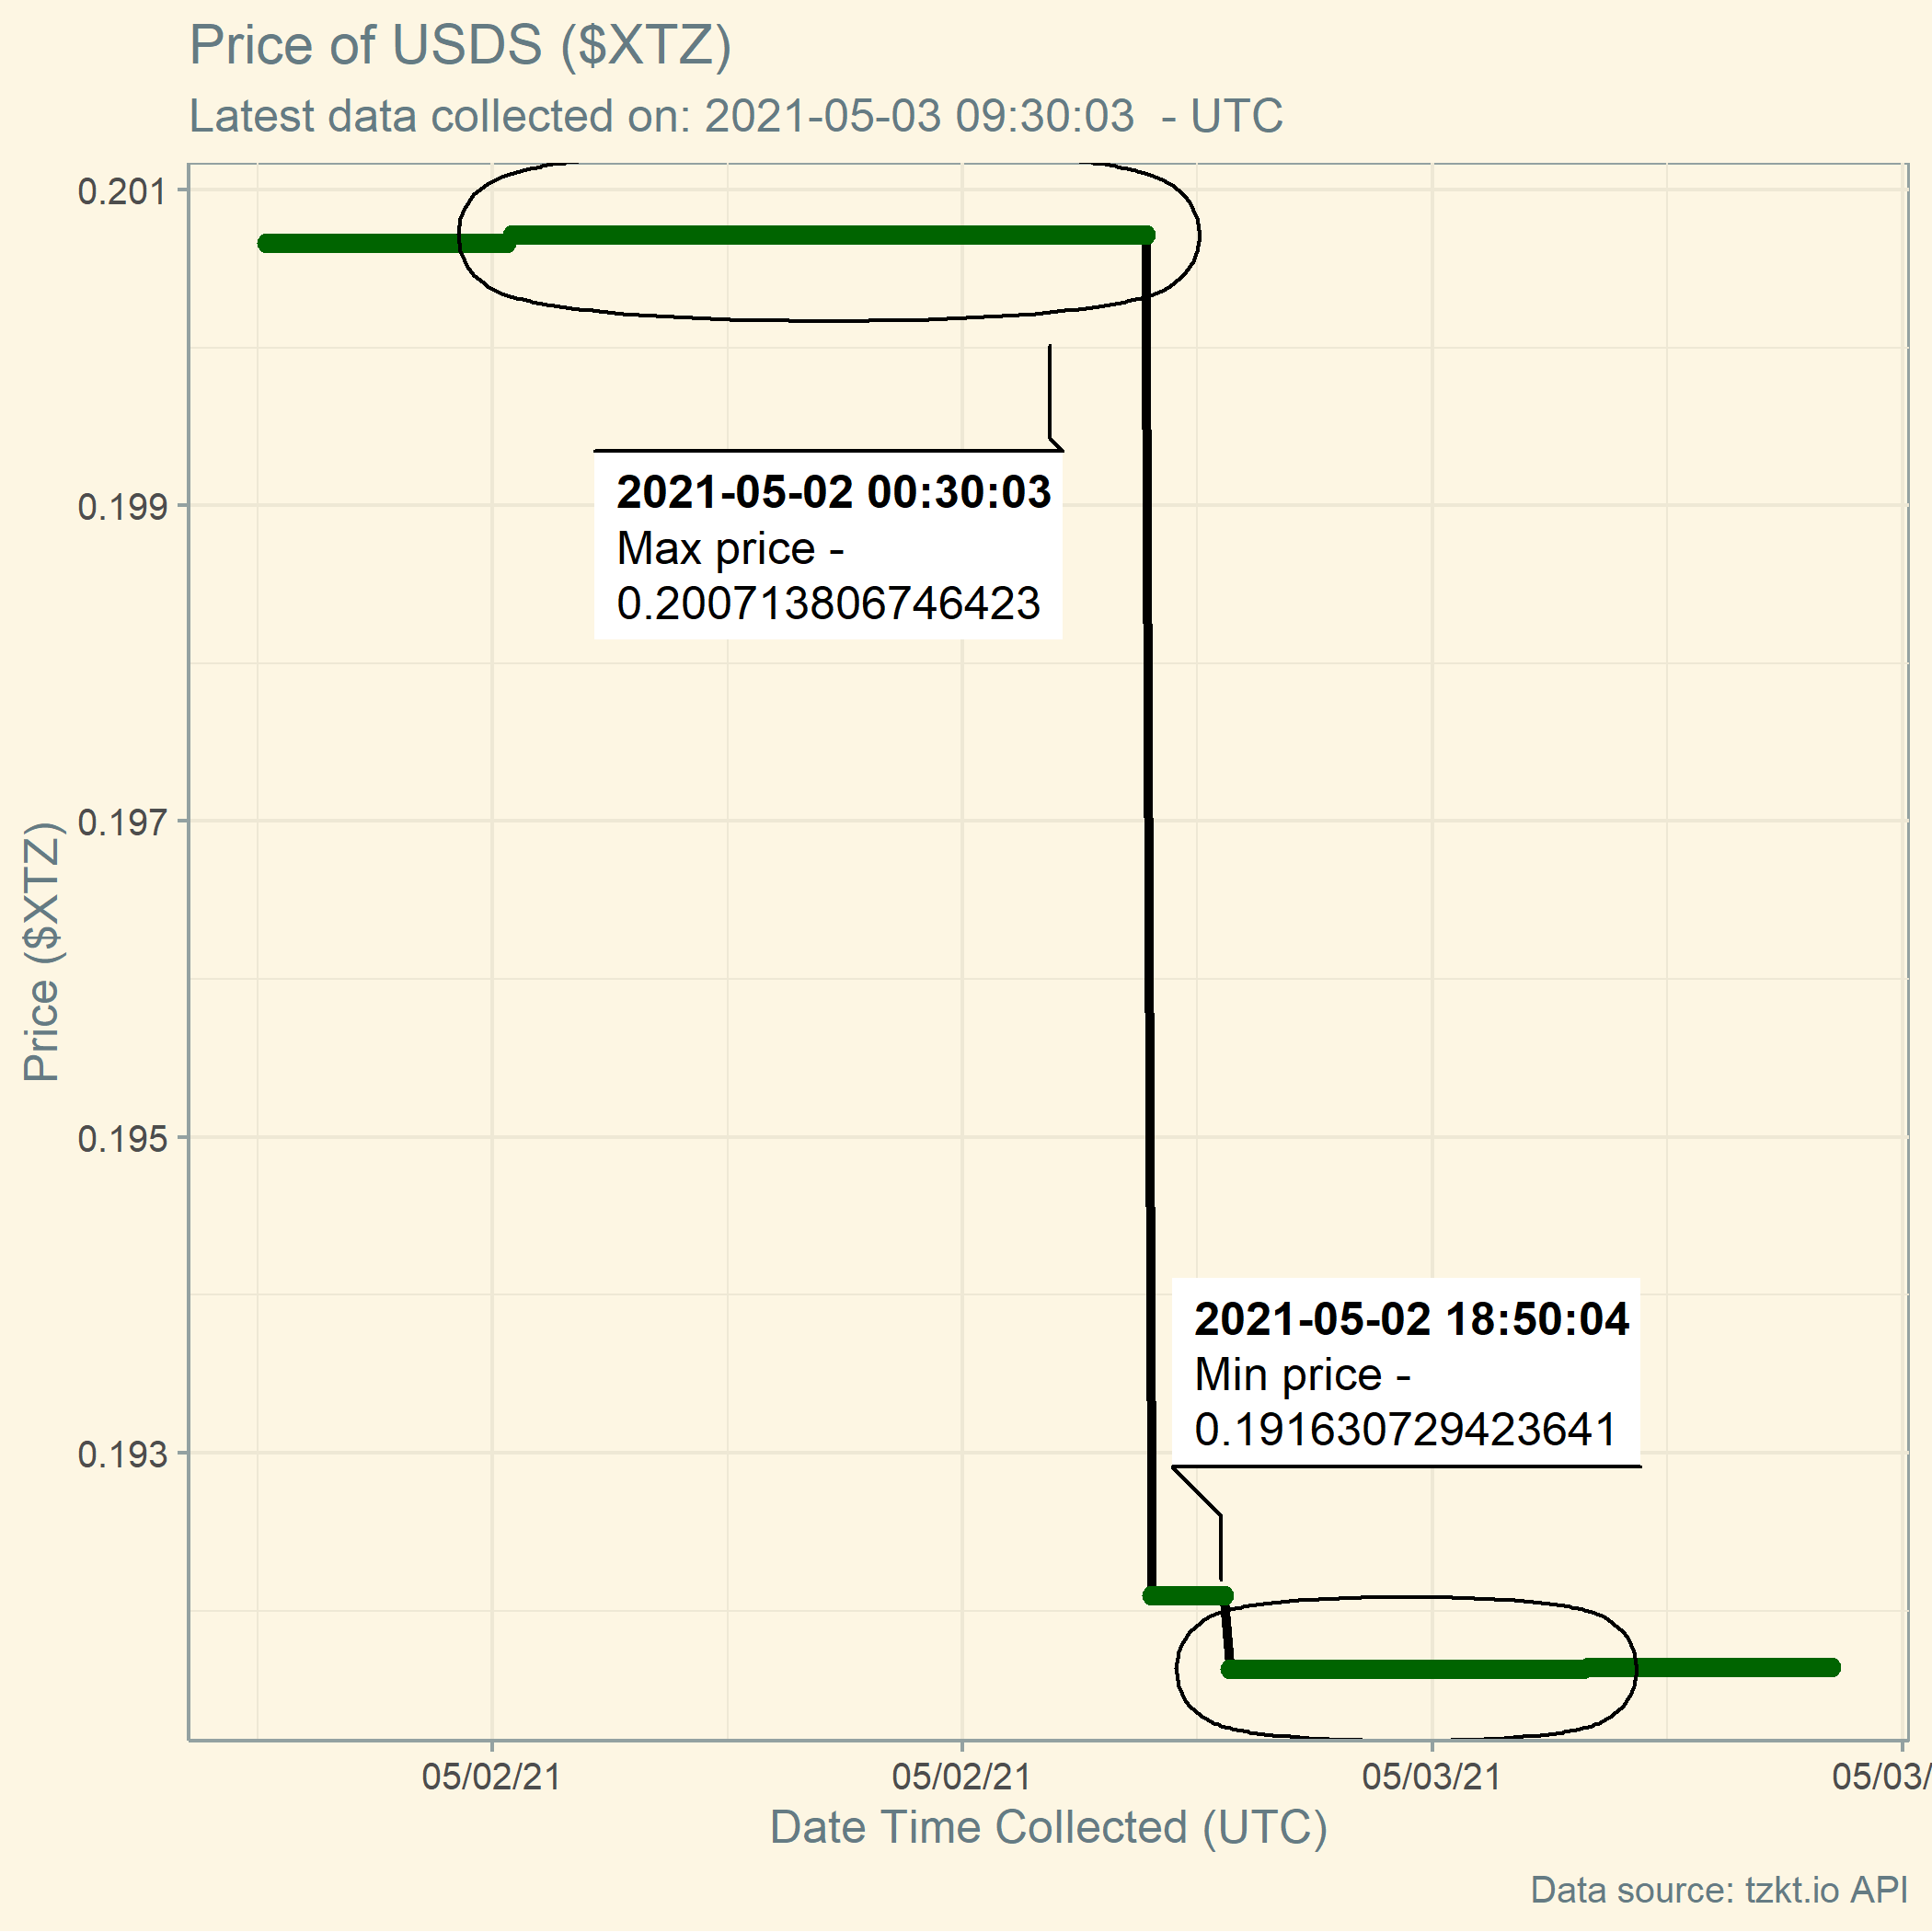 Price of USDS ($XTZ)
Latest data collected on: 2021-05-03 09:30:03  - UTC
0.201
0.199
0.197
0.195
0.193
Price ($XTZ)
2021-05-02 00:30:03
Max price -
0.200713806746423
2021-05-02 18:50:04
Min price -
0.191630729423641
05/02/21
05/02/21
05/03/21
05/03/
Date Time Collected (UTC)
Data source: tzkt.io API